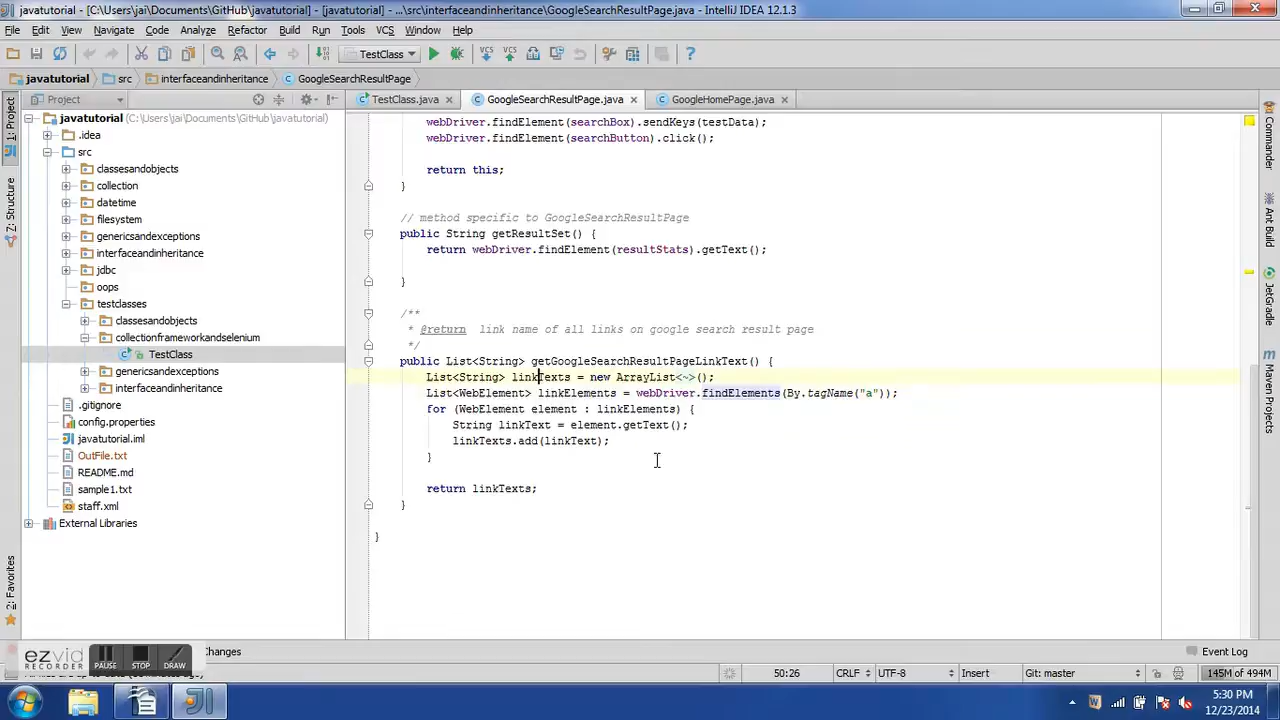 javatutorial - [C:\Users\jai\Documents\GitHub\javatutorial] - [javatutorial] - ...\src\interfaceandinheritance\GoogleSearchResultPage.java - IntelliJ IDEA 12.1.3
File Edit View Navigate Code Analyze Refactor Build Run Tools VCS Window Help
TestClass
javatutorial src interfaceandinheritance GoogleSearchResultPage
Project
TestClass.java GoogleSearchResultPage.java GoogleHomePage.java
javatutorial (C:\Users\jai\Documents\GitHub\javatutorial)
.idea
src
classesandobjects
collection
datetime
filesystem
genericsandexceptions
interfaceandinheritance
jdbc
oops
testclasses
classesandobjects
collectionframeworkandselenium
TestClass
genericsandexceptions
interfaceandinheritance
.gitignore
config.properties
javatutorial.iml
OutFile.txt
README.md
sample1.txt
staff.xml
External Libraries
1: Project
7: Structure
2: Favorites
webDriver.findElement(searchBox).sendKeys(testData);
webDriver.findElement(searchButton).click();
return this;
}
// method specific to GoogleSearchResultPage
public String getResultSet() {
return webDriver.findElement(resultStats).getText();
}
/**
* @return link name of all links on google search result page
*/
public List<String> getGoogleSearchResultPageLinkText() {
List<String> linkTexts = new ArrayList<~>();
List<WebElement> linkElements = webDriver.findElements(By.tagName("a"));
for (WebElement element : linkElements) {
String linkText = element.getText();
linkTexts.add(linkText);
}
return linkTexts;
}
}
Commander
Ant Build
JetGradle
Maven Projects
ezvid
RECORDER
PAUSE STOP DRAW
Changes
Event Log
50:26 CRLF UTF-8 Insert Git: master 145M of 494M
5:30 PM
12/23/2014